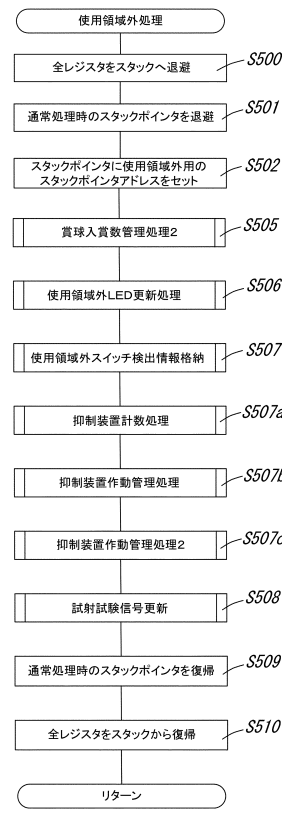 使用領域外処理
全レジスタをスタックへ退避
S500
通常処理時のスタックポインタを退避
S501
スタックポインタに使用領域外用の
スタックポインタアドレスをセット
S502
賞球入賞数管理処理2
S505
使用領域外LED更新処理
S506
使用領域外スイッチ検出情報格納
S507
抑制装置計数処理
S507a
抑制装置作動管理処理
S507b
抑制装置作動管理処理2
S507c
試射試験信号更新
S508
通常処理時のスタックポインタを復帰
S509
全レジスタをスタックから復帰
S510
リターン